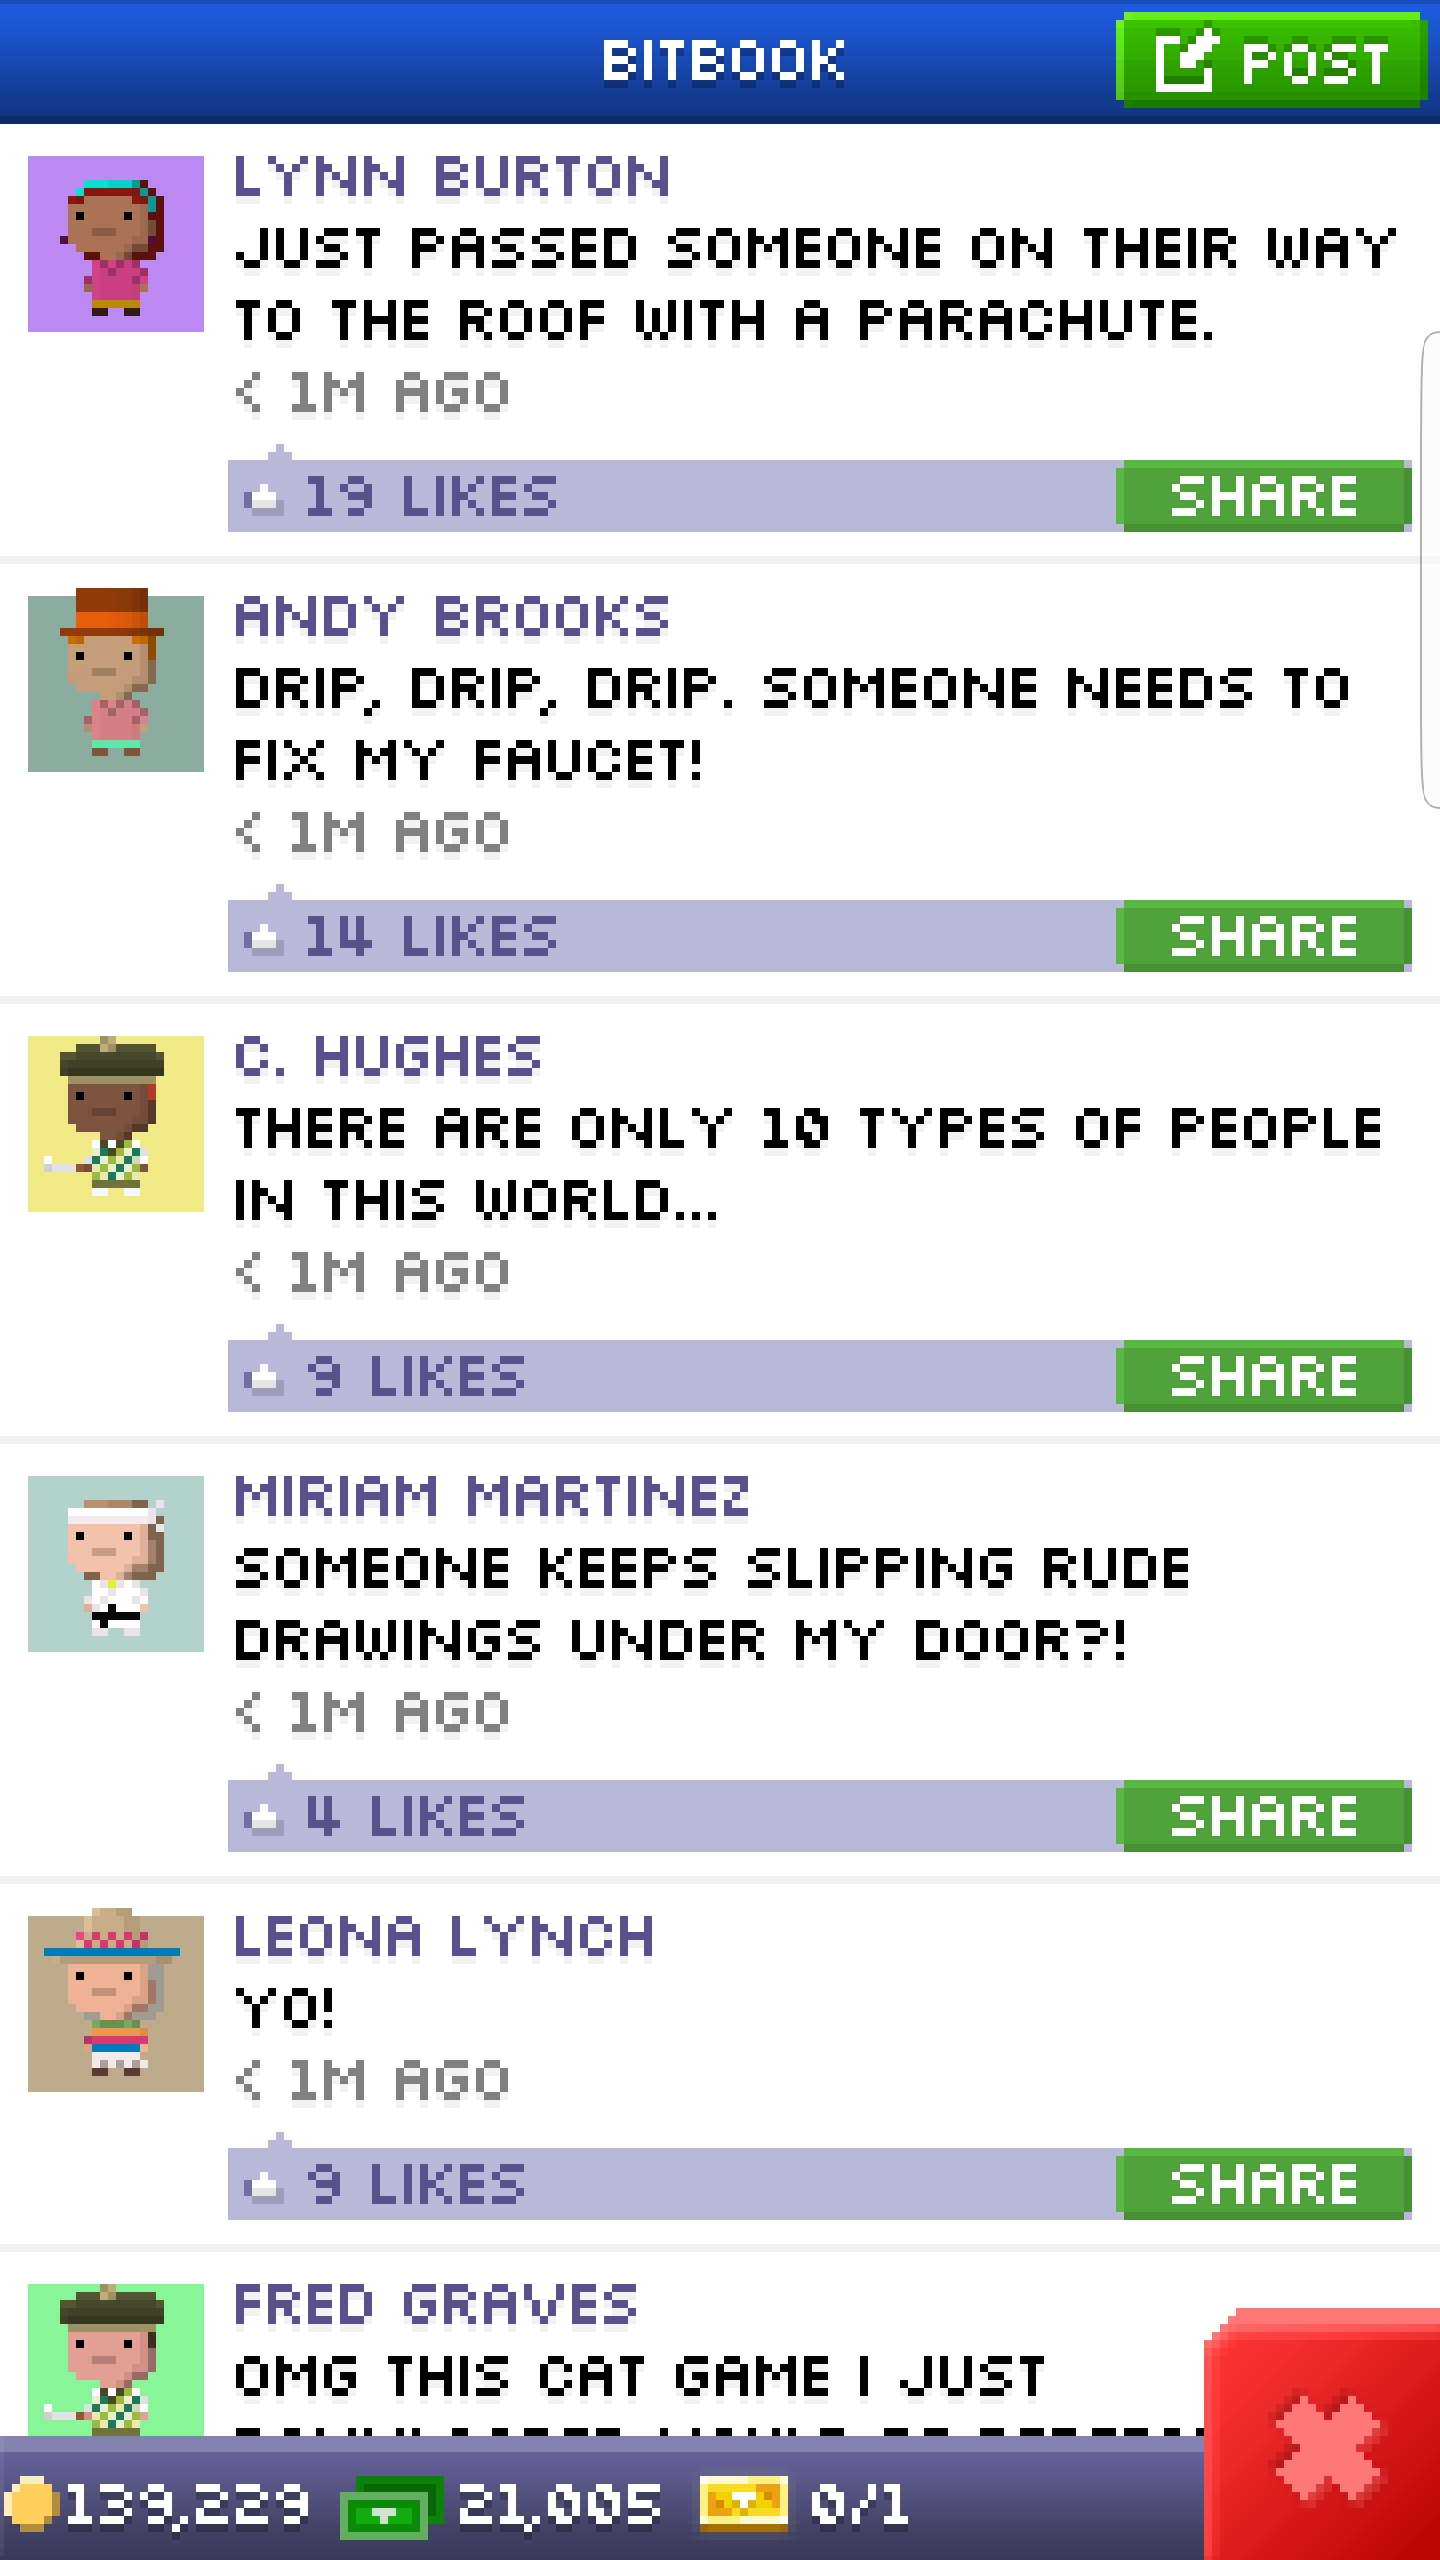 BITBOOK
POST
LYNN BURTON
JUST PASSED SOMEONE ON THEIR WAY
TO THE ROOF WITH A PARACHUTE.
< 1M AGO
19 LIKES
SHARE
ANDY BROOKS
DRIP, DRIP, DRIP. SOMEONE NEEDS TO
FIX MY FAUCET!
< 1M AGO
14 LIKES
SHARE
C. HUGHES
THERE ARE ONLY 10 TYPES OF PEOPLE
IN THIS WORLD...
< 1M AGO
9 LIKES
SHARE
MIRIAM MARTINEZ
SOMEONE KEEPS SLIPPING RUDE
DRAWINGS UNDER MY DOOR?!
< 1M AGO
4 LIKES
SHARE
LEONA LYNCH
YO!
< 1M AGO
9 LIKES
SHARE
FRED GRAVES
OMG THIS CAT GAME I JUST
139,229 21,005 0/1